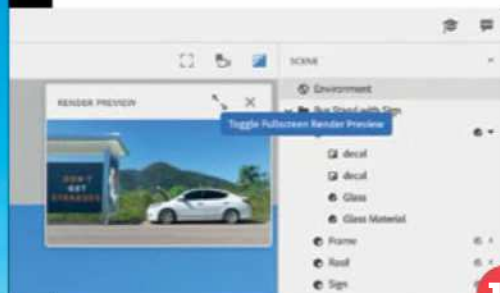 SCENE
Environment
RENDER PREVIEW
Bus Stand with Sign
Toggle Fullscreen Render Preview
decal
decal
Glass
Glass Material
Frame
Roof
Sign
DON'T
GET
STRANDED